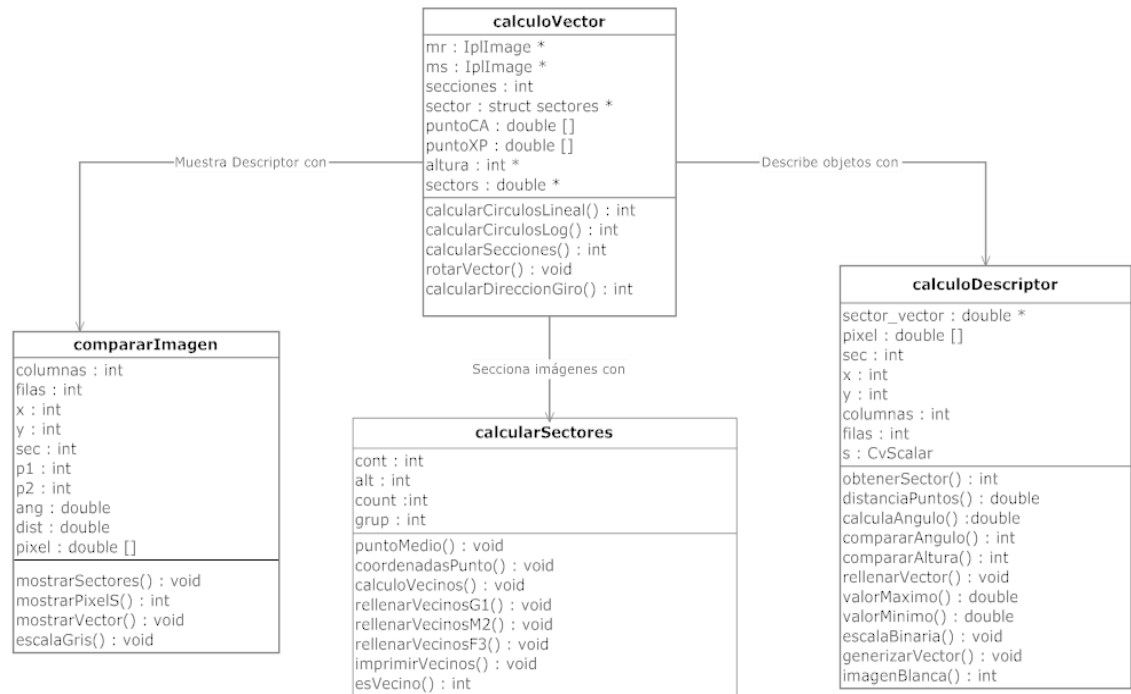 calculoVector
mr : IplImage *
ms : IplImage *
secciones : int
sector : struct sectores *
puntoCA : double []
puntoXP : double []
altura : int *
sectors : double *
calcularCirculosLineal() : int
calcularCirculosLog() : int
calcularSecciones() : int
rotarVector() : void
calcularDireccionGiro() : int
Muestra Descriptor con
Describe objetos con
Secciona imágenes con
compararImagen
columnas : int
filas : int
x : int
y : int
sec : int
p1 : int
p2 : int
ang : double
dist : double
pixel : double []
mostrarSectores() : void
mostrarPixelS() : int
mostrarVector() : void
escalaGris() : void
calcularSectores
cont : int
alt : int
count :int
grup : int
puntoMedio() : void
coordenadasPunto() : void
calculoVecinos() : void
rellenarVecinosG1() : void
rellenarVecinosM2() : void
rellenarVecinosF3() : void
imprimirVecinos() : void
esVecino() : int
calculoDescriptor
sector_vector : double *
pixel : double []
sec : int
x : int
y : int
columnas : int
filas : int
s : CvScalar
obtenerSector() : int
distanciaPuntos() : double
calculaAngulo() :double
compararAngulo() : int
compararAltura() : int
rellenarVector() : void
valorMaximo() : double
valorMinimo() : double
escalaBinaria() : void
generizarVector() : void
imagenBlanca() : int